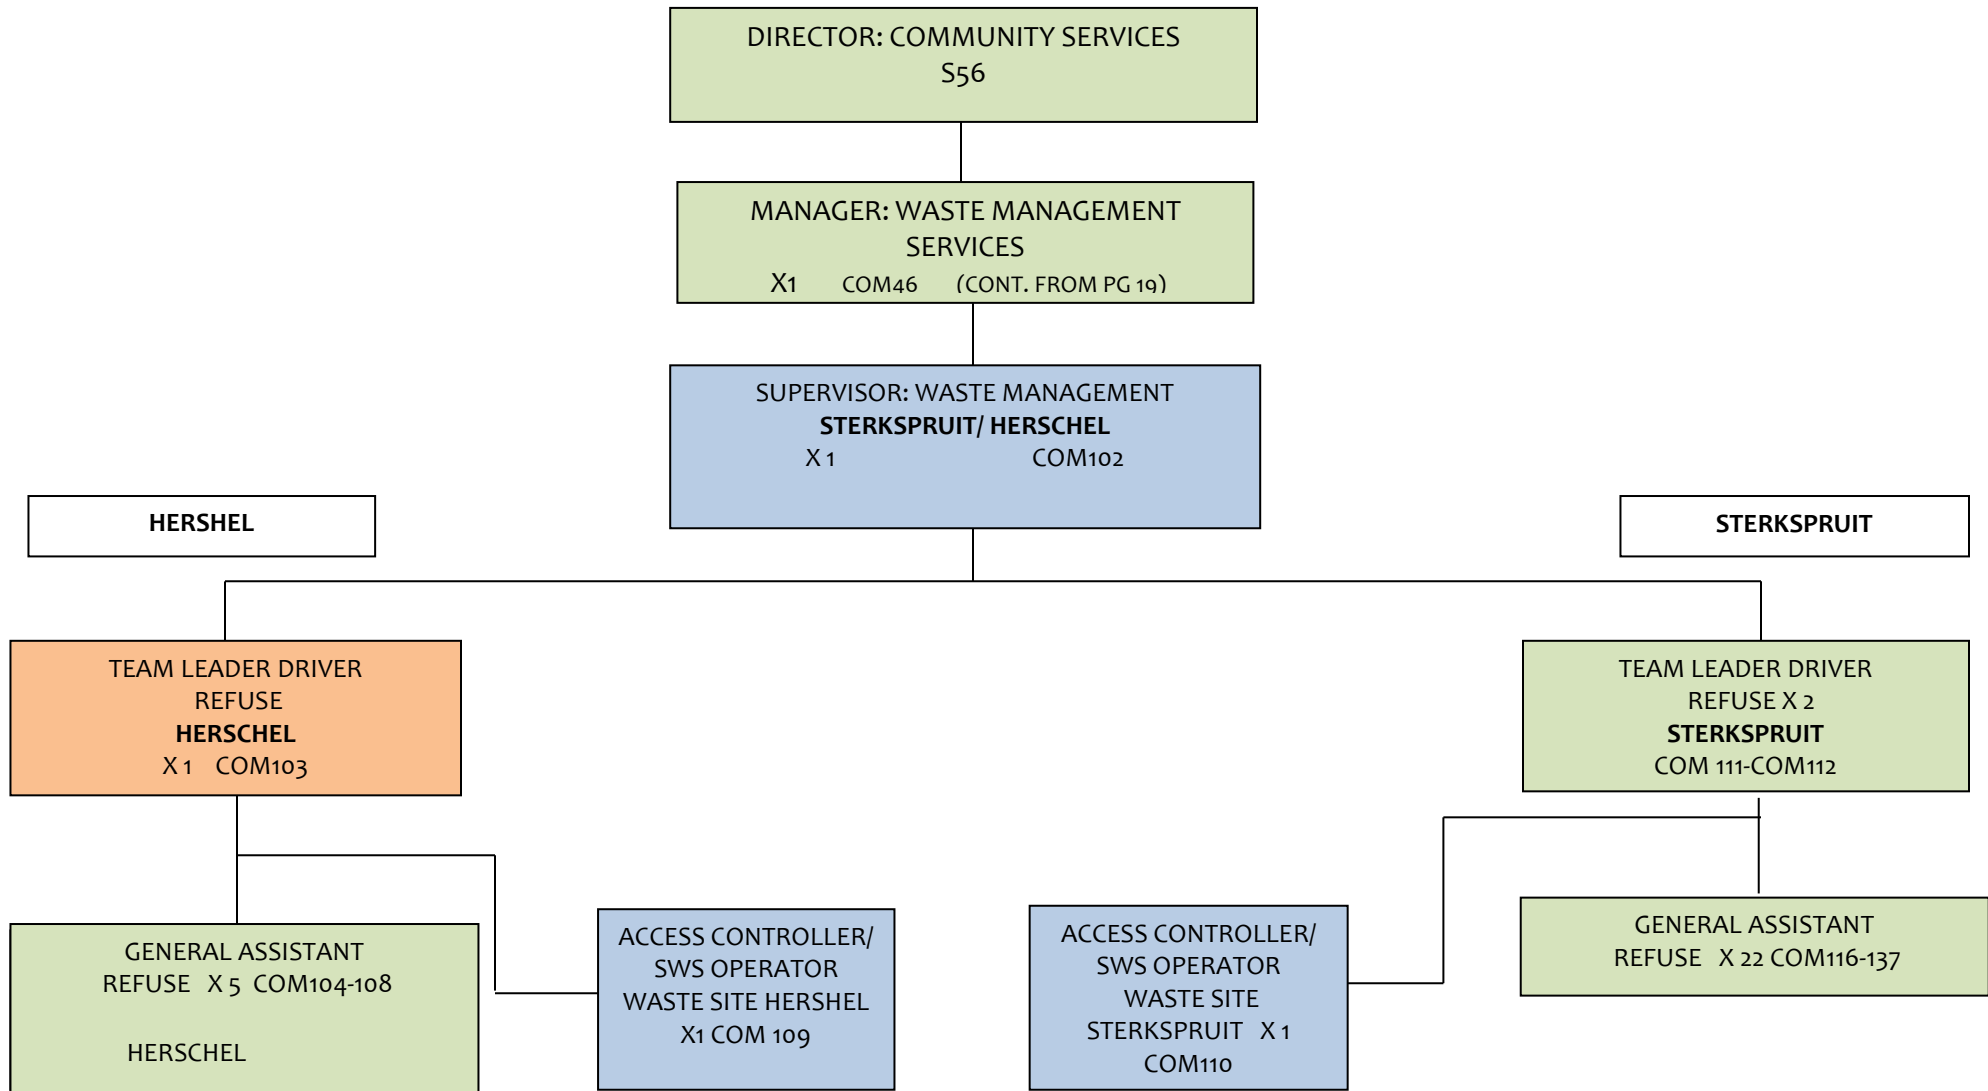 DIRECTOR: COMMUNITY SERVICES
S56
MANAGER: WASTE MANAGEMENT
SERVICES
X1 COM46 (CONT. FROM PG 19)
SUPERVISOR: WASTE MANAGEMENT
STERKSPRUIT/ HERSCHEL
X 1 COM102
HERSHEL
STERKSPRUIT
TEAM LEADER DRIVER
REFUSE
HERSCHEL
X 1 COM103
TEAM LEADER DRIVER
REFUSE X 2
STERKSPRUIT
COM 111-COM112
GENERAL ASSISTANT
REFUSE X 5 COM104-108
HERSCHEL
ACCESS CONTROLLER/
SWS OPERATOR
WASTE SITE HERSHEL
X1 COM 109
ACCESS CONTROLLER/
SWS OPERATOR
WASTE SITE
STERKSPRUIT X 1
COM110
GENERAL ASSISTANT
REFUSE X 22 COM116-137